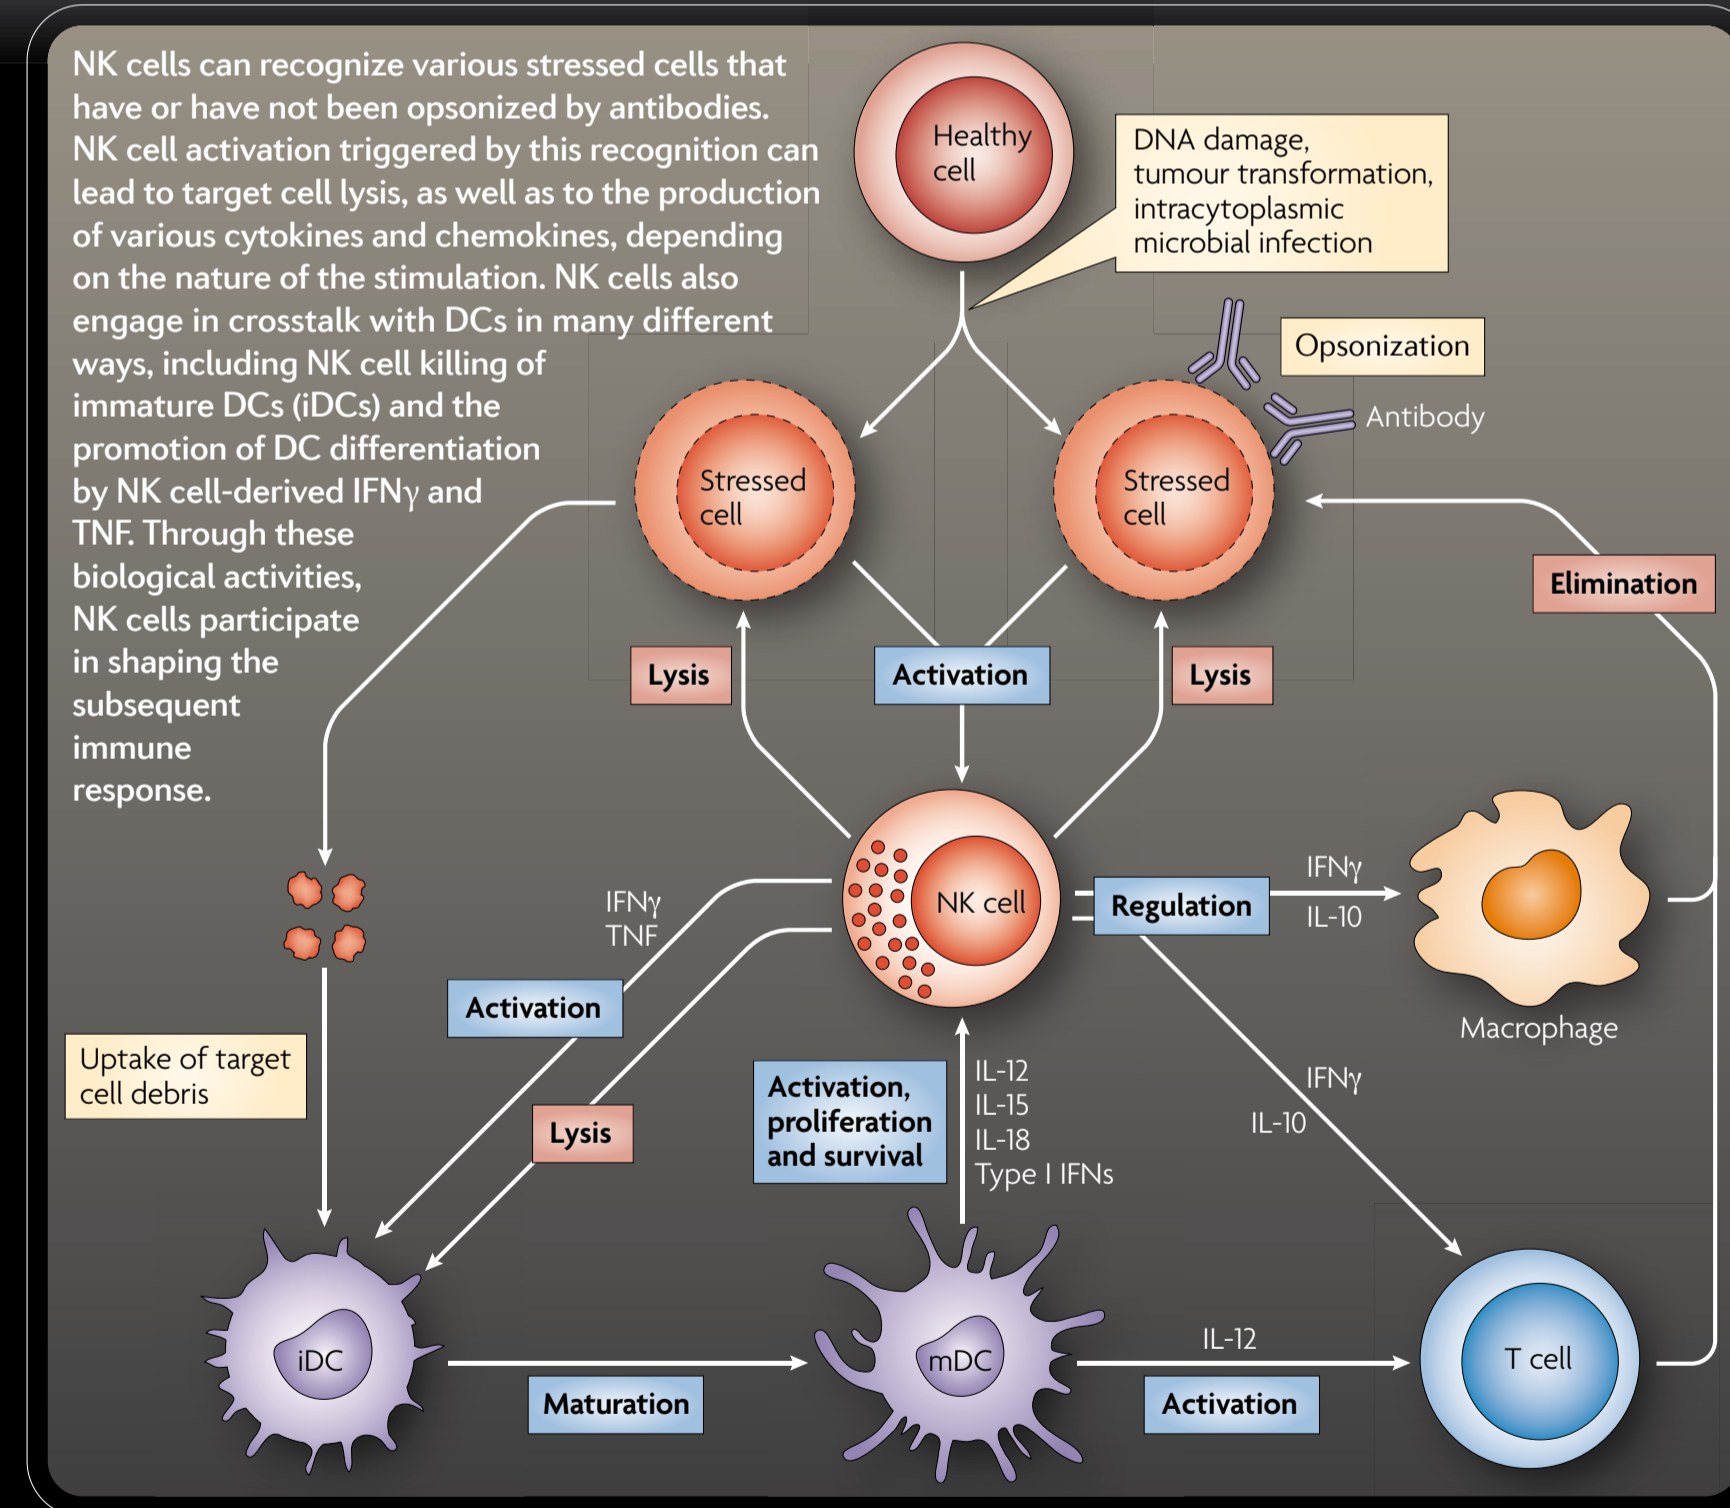 NK cells can recognize various stressed cells that
have or have not been opsonized by antibodies.
NK cell activation triggered by this recognition can
lead to target cell lysis, as well as to the production
of various cytokines and chemokines, depending
on the nature of the stimulation. NK cells also
engage in crosstalk with DCs in many different
ways, including NK cell killing of
immature DCs (iDCs) and the
promotion of DC differentiation
by NK cell-derived IFNγ and
TNF. Through these
biological activities,
NK cells participate
in shaping the
subsequent
immune
response.
Healthy
cell
DNA damage,
tumour transformation,
intracytoplasmic
microbial infection
Opsonization
Antibody
Stressed
cell
Stressed
cell
Elimination
Lysis
Activation
Lysis
NK cell
IFNγ
TNF
Regulation
IFNγ
IL-10
Macrophage
Activation
Uptake of target
cell debris
Lysis
Activation,
proliferation
and survival
IL-12
IL-15
IL-18
Type I IFNs
IFNγ
IL-10
iDC
Maturation
mDC
IL-12
Activation
T cell